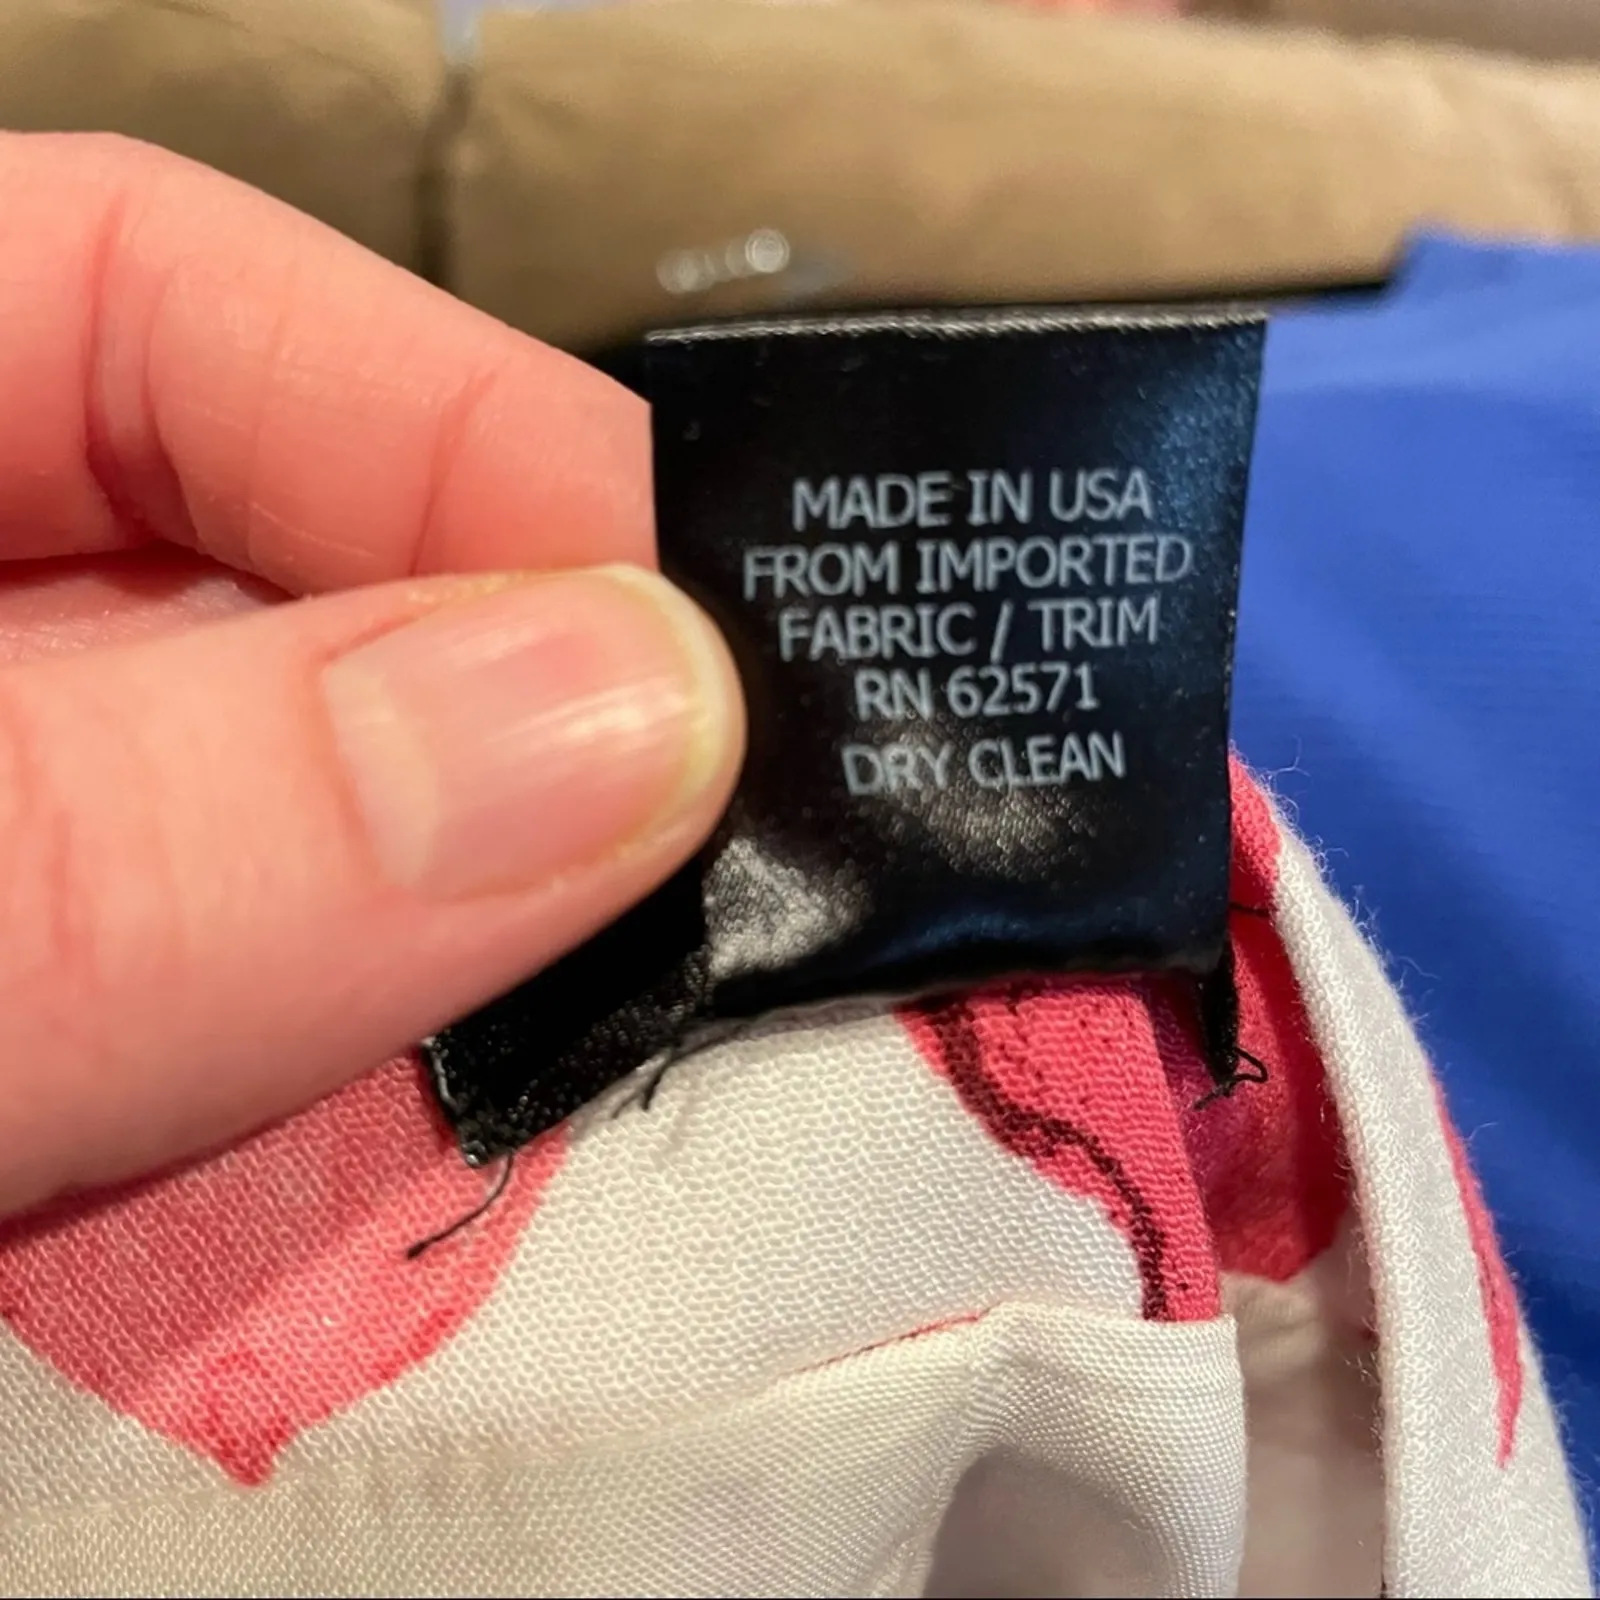 MADE IN USA
FROM IMPORTED
FABRIC / TRIM
RN 62571
DRY CLEAN